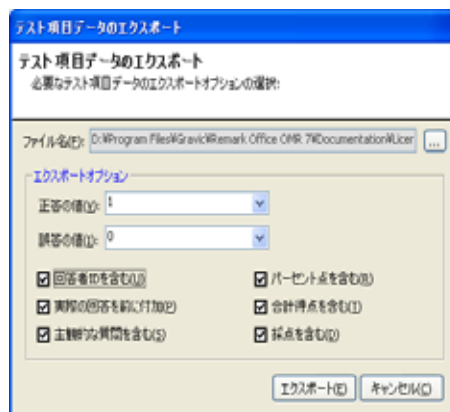 テスト項目データのエクスポート
テスト項目データのエクスポート
必要なテスト項目データのエクスポートオプションの選択:
ファイル名(F): D:¥Program Files¥Gravic¥Remark Office OMR 7¥Documentation¥Licer ...
エクスポートオプション
正答の値(V): 1
誤答の値(I): 0
回答者IDを含む(U) パーセント点を含む(R)
実際の回答を前に付加(P) 合計得点を含む(T)
主観的な質問を含む(S) 採点を含む(D)
エクスポート(E) キャンセル(C)